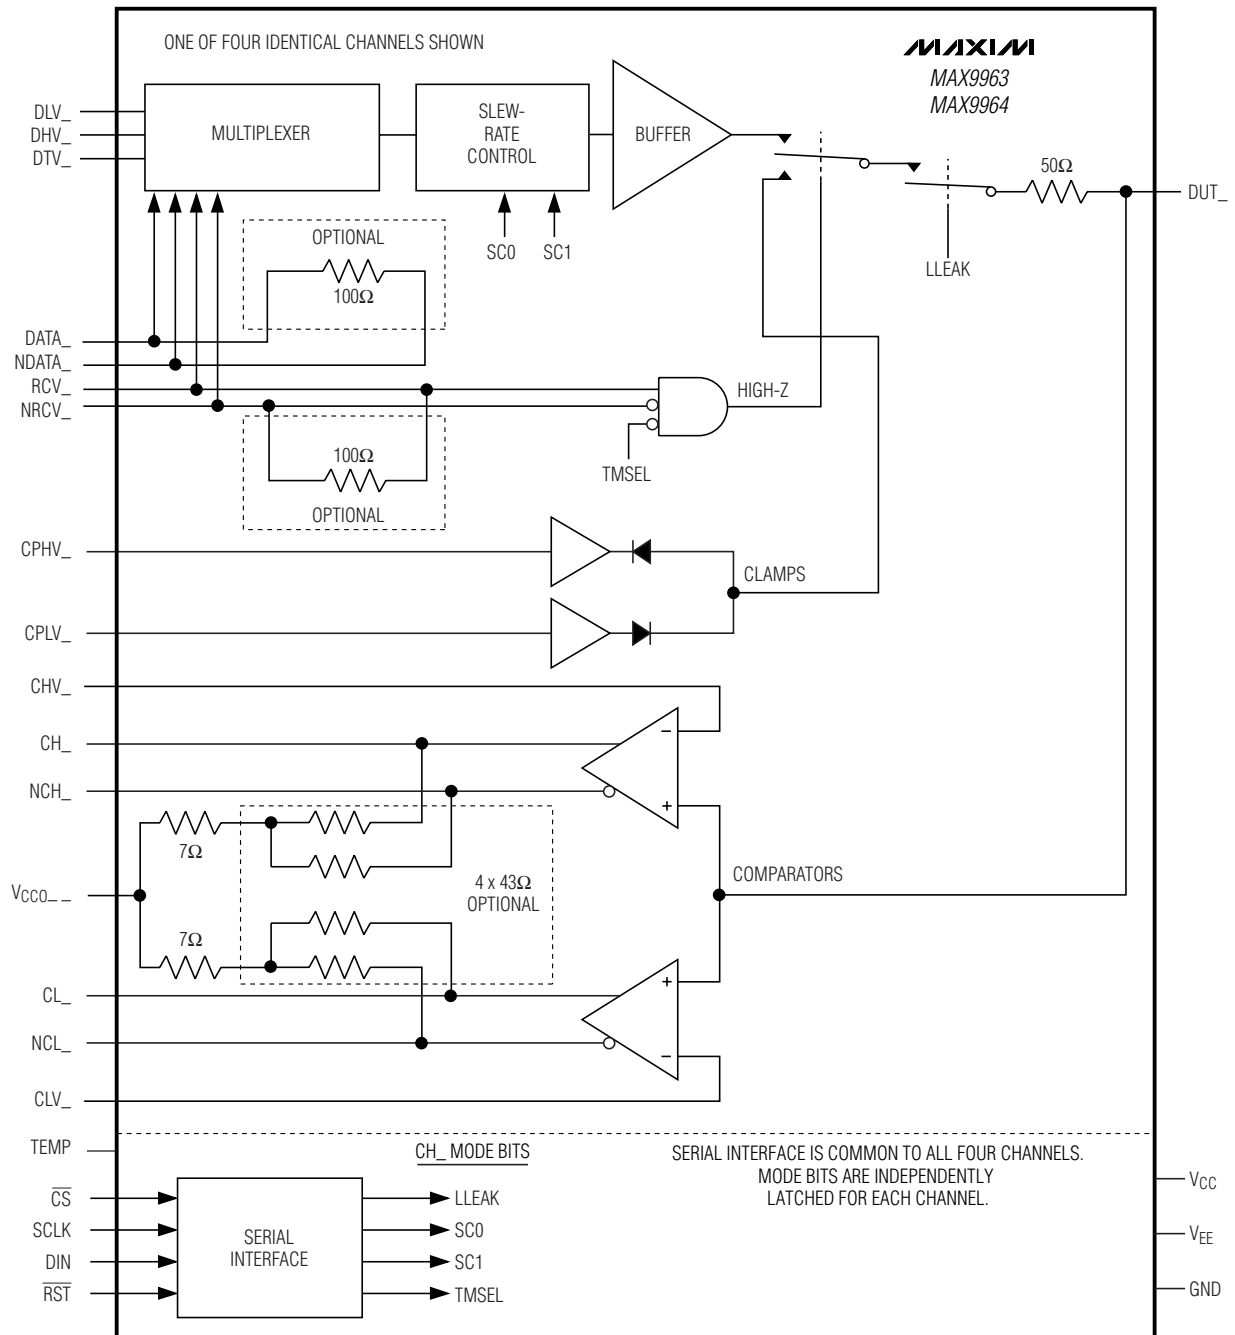 ONE OF FOUR IDENTICAL CHANNELS SHOWN
MAXIM
MAX9963
MAX9964
DLV_
DHV_
DTV_
MULTIPLEXER
SLEW-
RATE
CONTROL
BUFFER
50Ω
DUT_
OPTIONAL
100Ω
SC0
SC1
LLEAK
DATA_
NDATA_
RCV_
NRCV_
HIGH-Z
100Ω
OPTIONAL
TMSEL
CPHV_
CLAMPS
CPLV_
CHV_
CH_
−
NCH_
+
7Ω
VCCO_ _
4 x 43Ω
OPTIONAL
COMPARATORS
7Ω
CL_
+
NCL_
−
CLV_
TEMP
CH_ MODE BITS
SERIAL INTERFACE IS COMMON TO ALL FOUR CHANNELS.
MODE BITS ARE INDEPENDENTLY
LATCHED FOR EACH CHANNEL.
CS
SCLK
DIN
RST
SERIAL
INTERFACE
LLEAK
SC0
SC1
TMSEL
VCC
VEE
GND